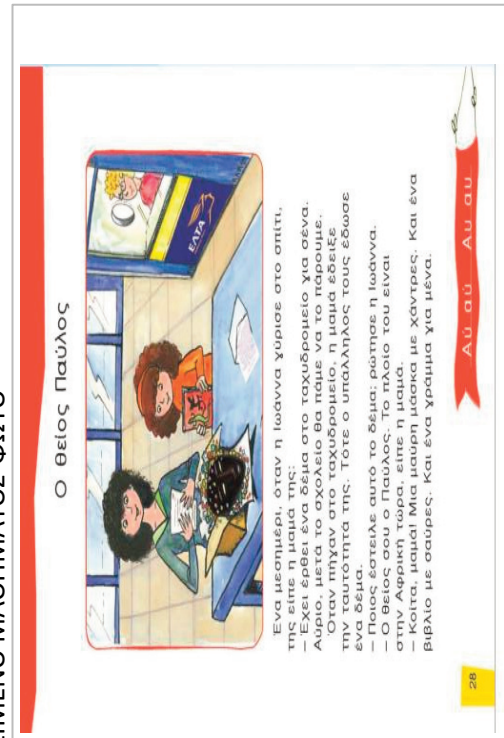 ΚΕΙΜΕΝΟ ΜΑΘΗΜΑΤΟΣ-ΦΩΤΟ
Ο θείος Παύλος
ΕΛΤΑ
Ένα μεσημέρι, όταν η Ιωάννα γύρισε στο σπίτι,
της είπε η μαμά της:
– Έχει έρθει ένα δέμα στο ταχυδρομείο για σένα.
Αύριο, μετά το σχολείο θα πάμε να το πάρουμε.
Όταν πήγαν στο ταχυδρομείο, η μαμά έδειξε
την ταυτότητά της. Τότε ο υπάλληλος τους έδωσε
ένα δέμα.
– Ποιος έστειλε αυτό το δέμα; ρώτησε η Ιωάννα.
– Ο θείος σου ο Παύλος. Το πλοίο του είναι
στην Αφρική τώρα, είπε η μαμά.
– Κοίτα, μαμά! Μια μαύρη μάσκα με χάντρες. Και ένα
βιβλίο με σαύρες. Και ένα γράμμα για μένα.
Αύ αύ Αυ αυ
28